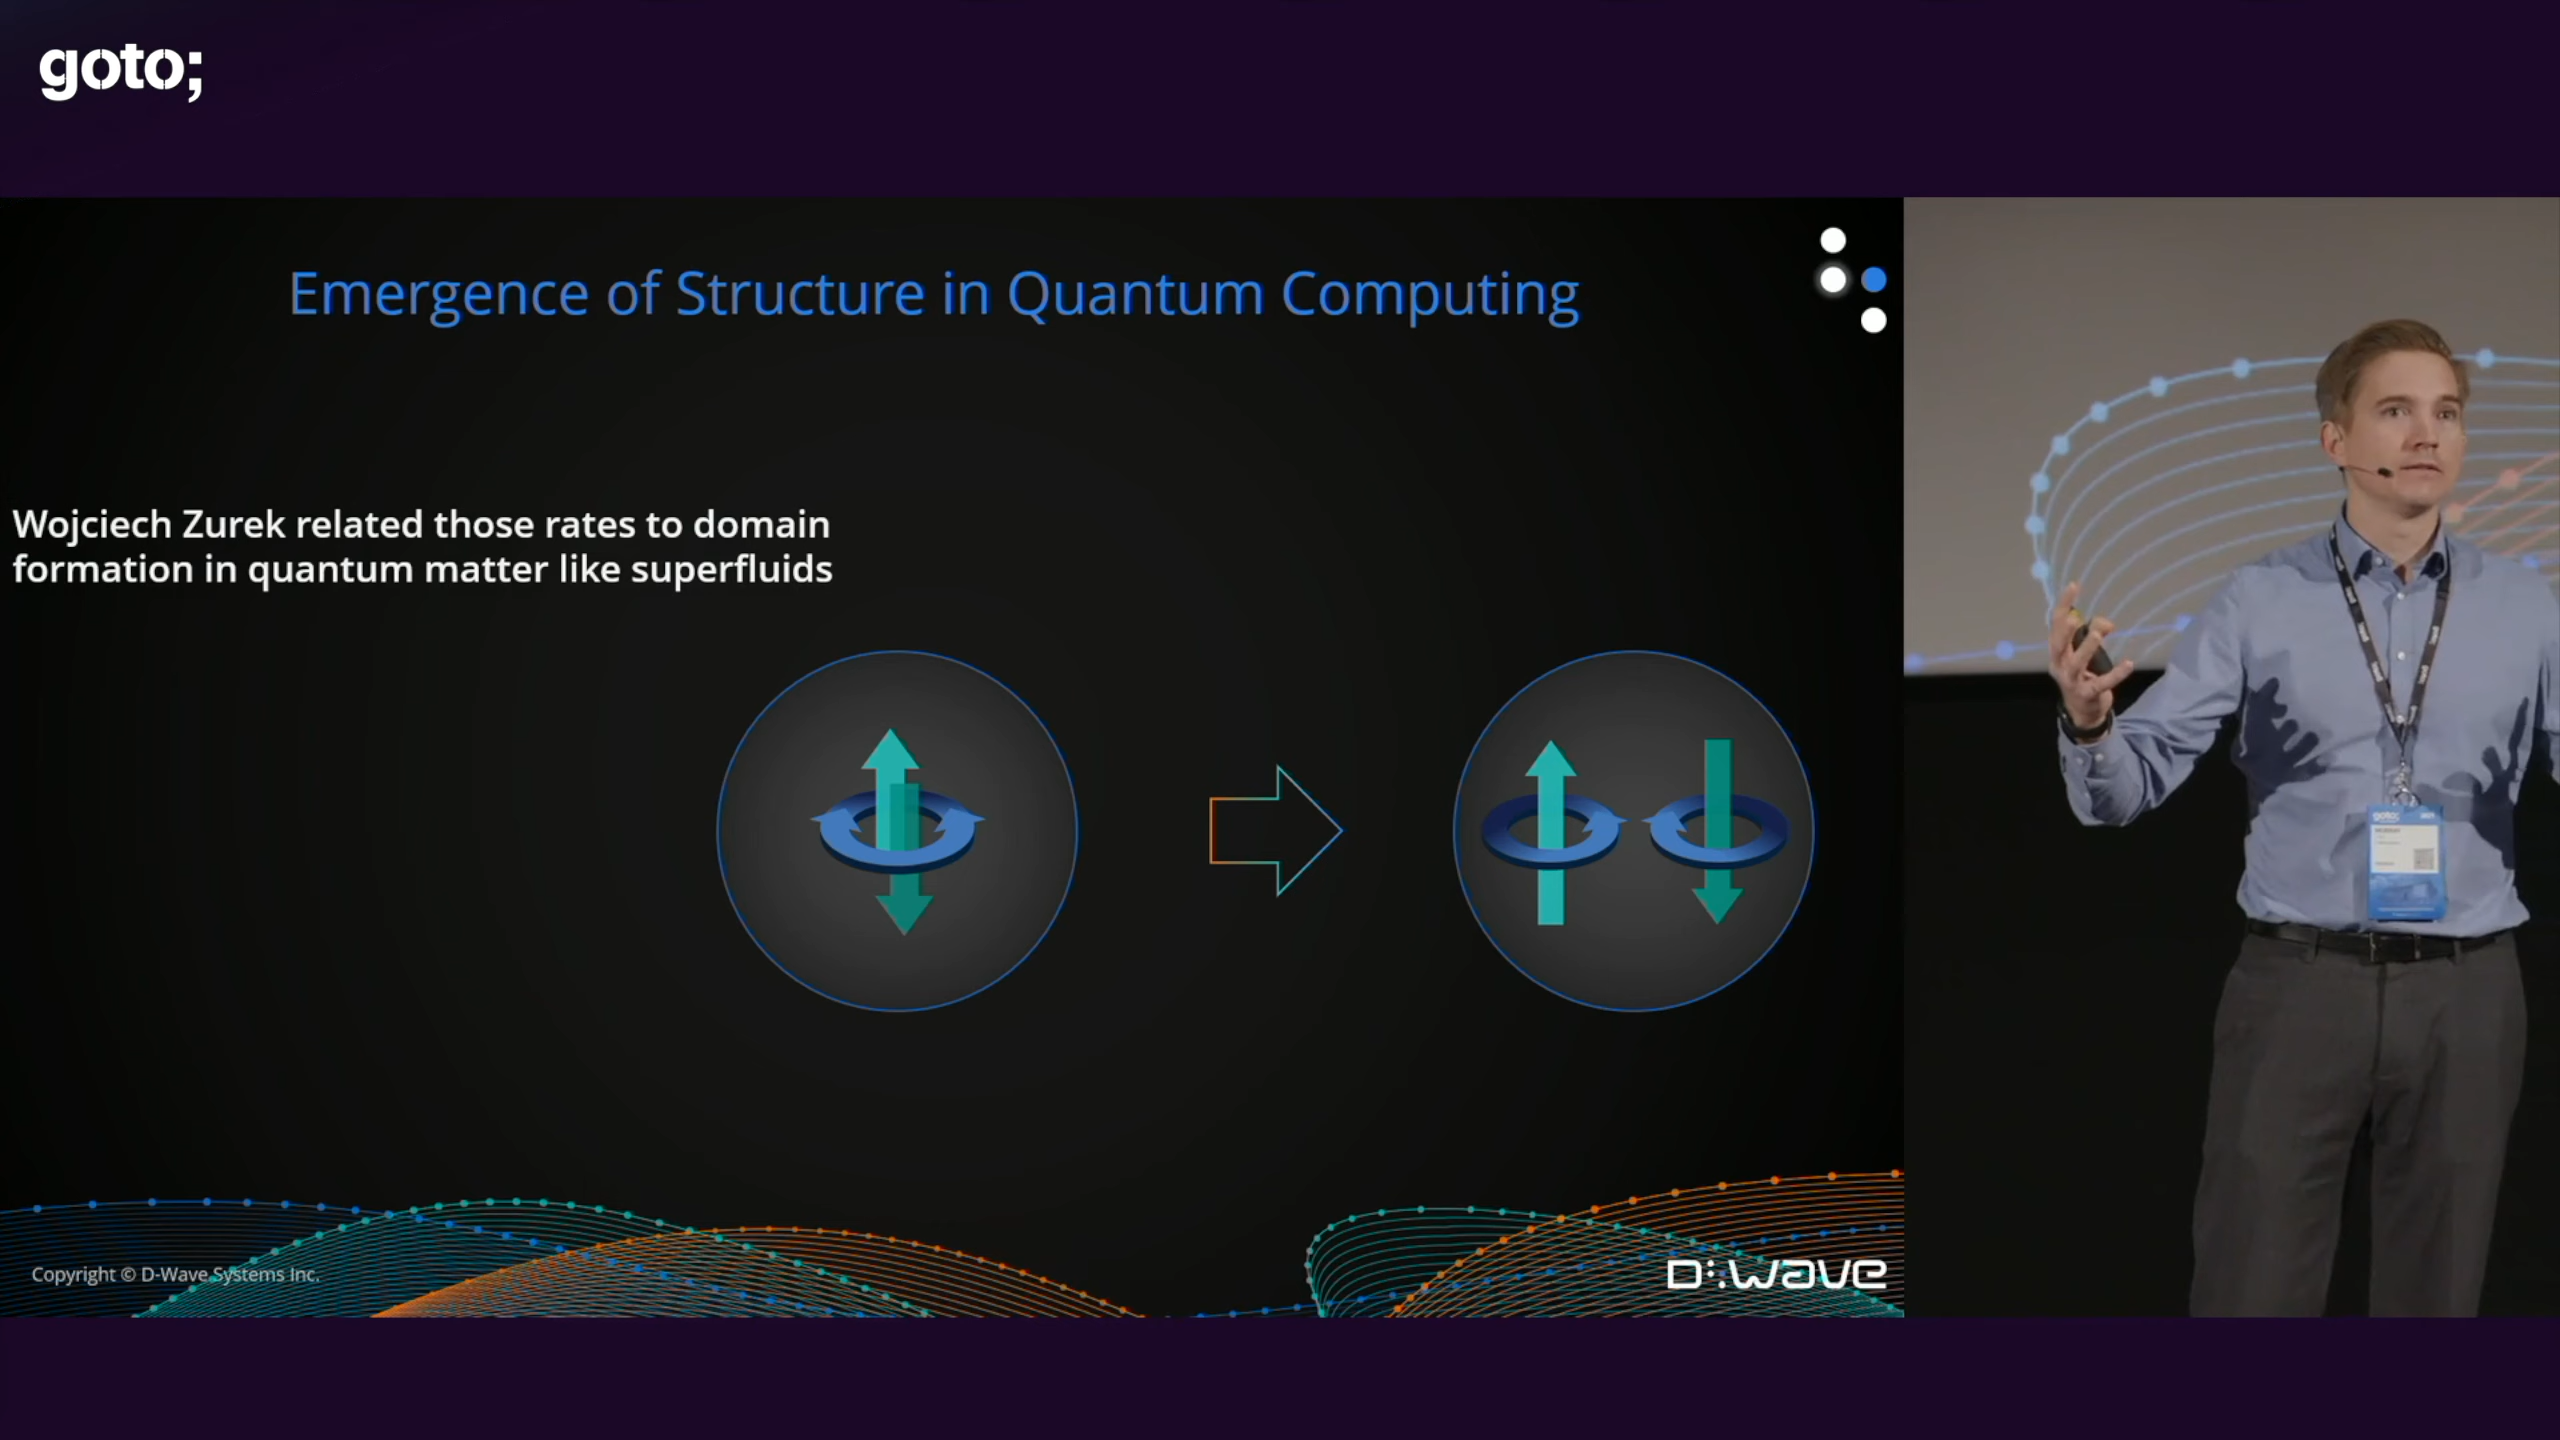 goto;
Emergence of Structure in Quantum Computing
Wojciech Zurek related those rates to domain
formation in quantum matter like superfluids
goto;
Copyright © D-Wave Systems Inc.
D:wave